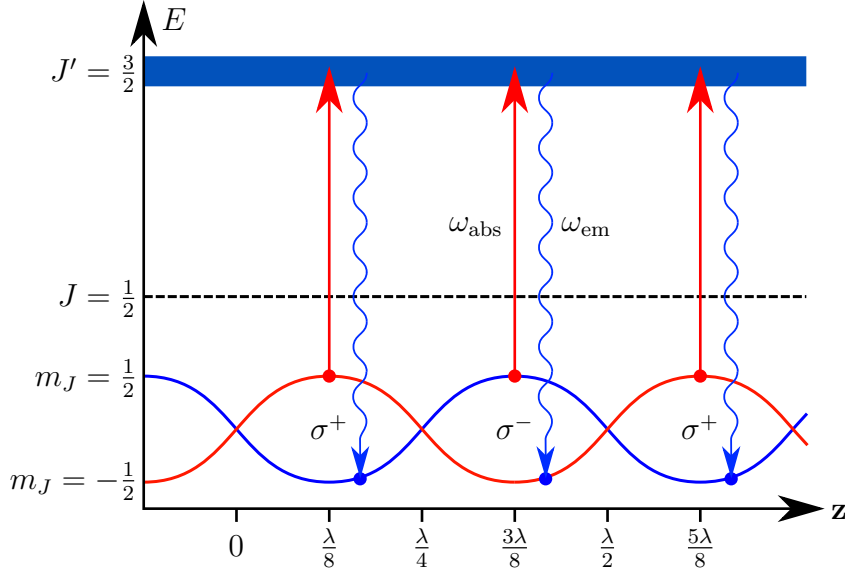 E
J′ = 3/2
ω_abs ω_em
J = 1/2
m_J = 1/2
σ⁺ σ⁻ σ⁺
m_J = −1/2
z
0 λ/8 λ/4 3λ/8 λ/2 5λ/8